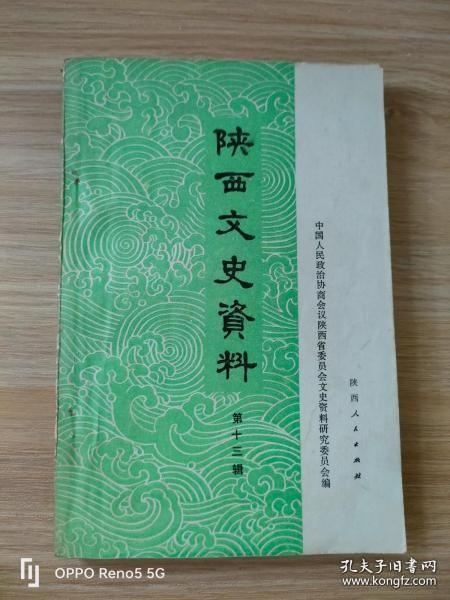 陕西文史資料
第十三辑
中国人民政治协商会议陕西省委员会文史资料研究委员会编
陕西人民出版社
OPPO Reno5 5G
孔夫子旧书网
www.kongfz.com